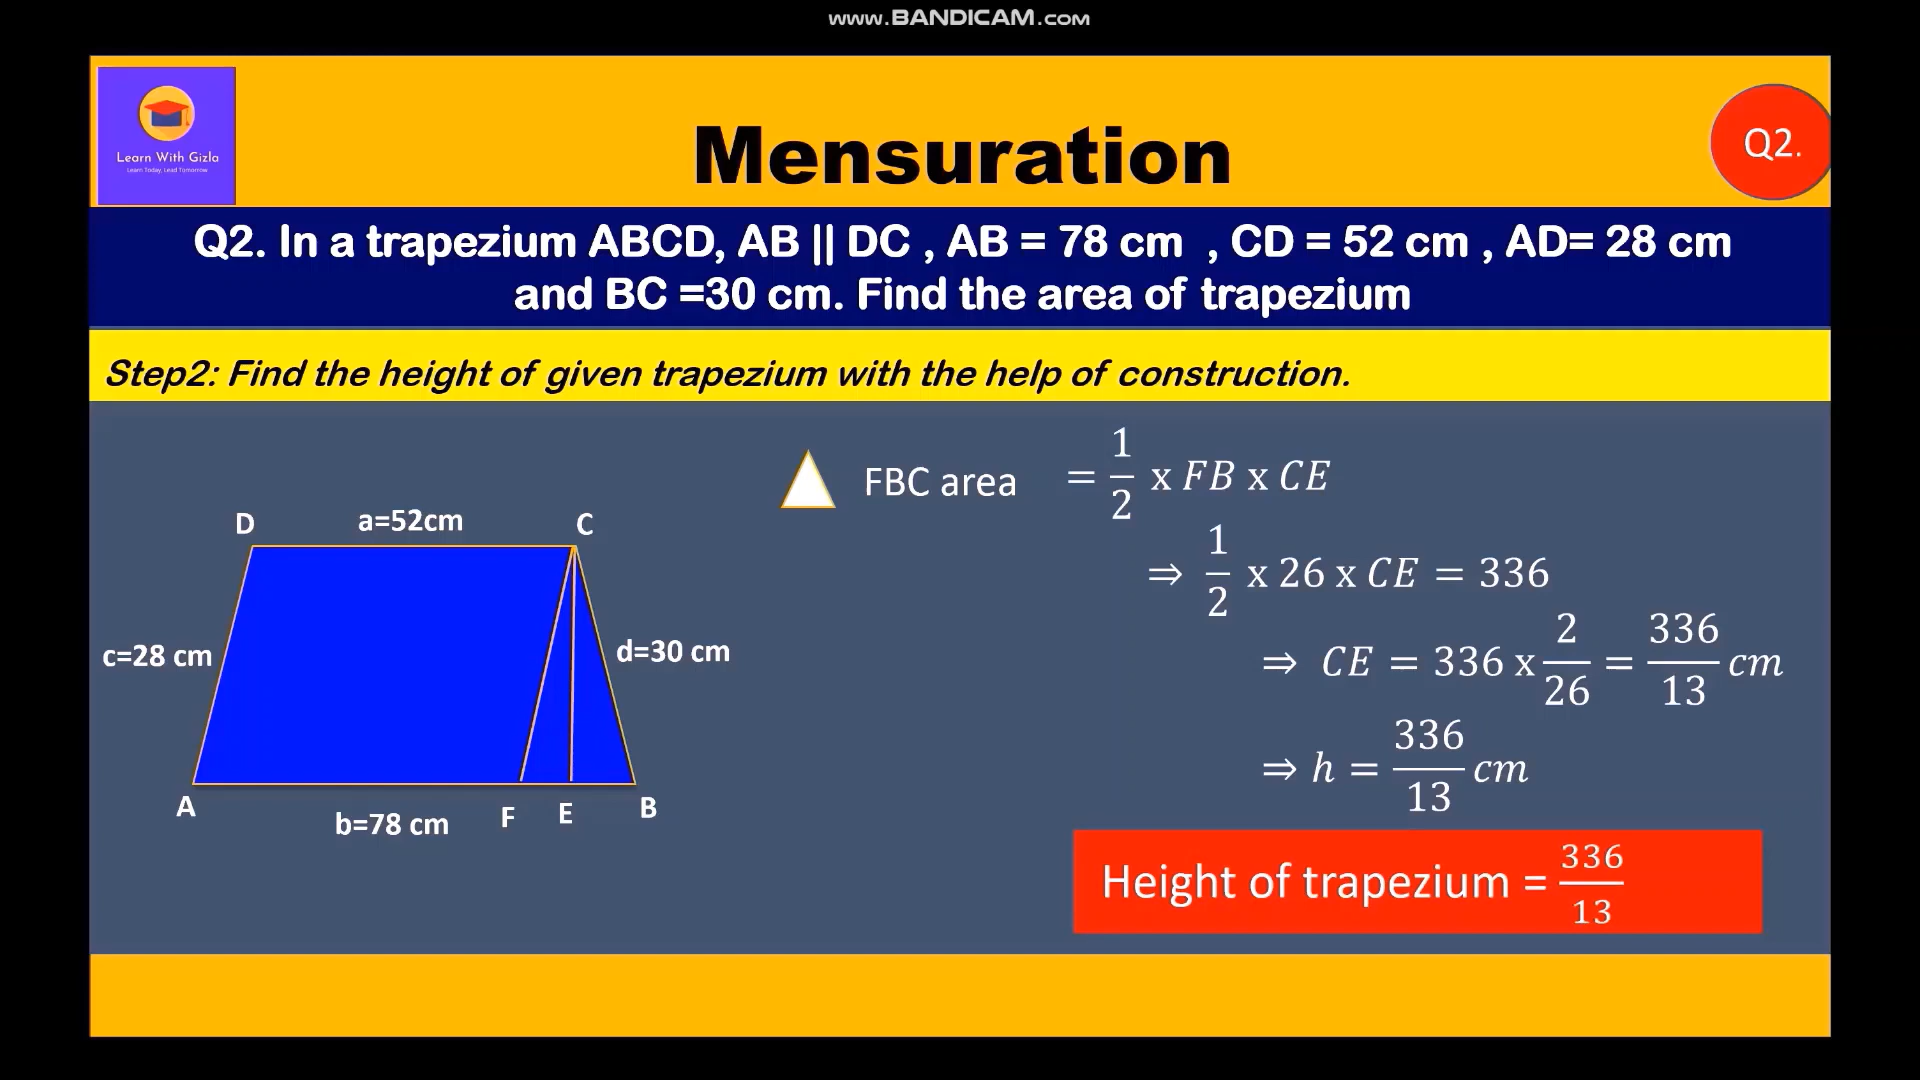 www.BANDICAM.com
Learn With Gizla
Learn Today, Lead Tomorrow
Mensuration
Q2.
Q2. In a trapezium ABCD, AB || DC , AB = 78 cm , CD = 52 cm , AD= 28 cm
and BC =30 cm. Find the area of trapezium
Step2: Find the height of given trapezium with the help of construction.
FBC area = 1/2 x FB x CE
⇒ 1/2 x 26 x CE = 336
⇒ CE = 336 x 2/26 = 336/13 cm
⇒ h = 336/13 cm
Height of trapezium = 336/13
D a=52cm C
c=28 cm d=30 cm
A b=78 cm F E B